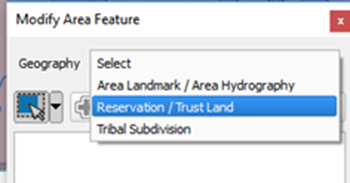 Modify Area Feature
x
Geography
Select
Area Landmark / Area Hydrography
Reservation / Trust Land
Tribal Subdivision